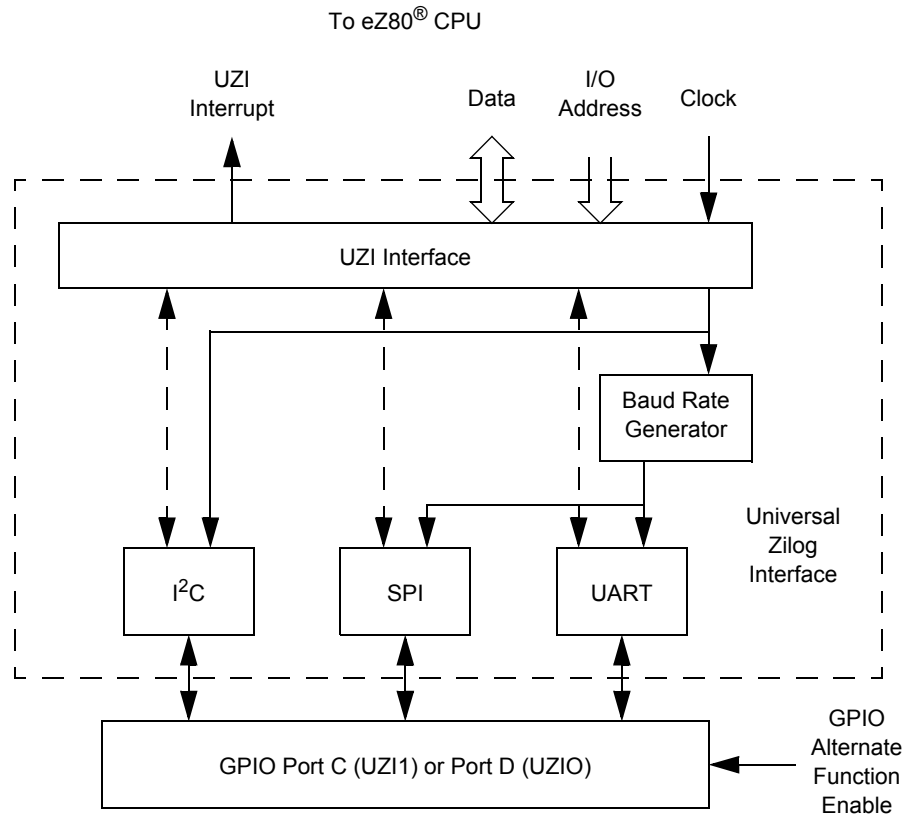 To eZ80® CPU
UZI
Interrupt
Data
I/O
Address
Clock
UZI Interface
Baud Rate
Generator
Universal
Zilog
Interface
I²C
SPI
UART
GPIO Port C (UZI1) or Port D (UZIO)
GPIO
Alternate
Function
Enable